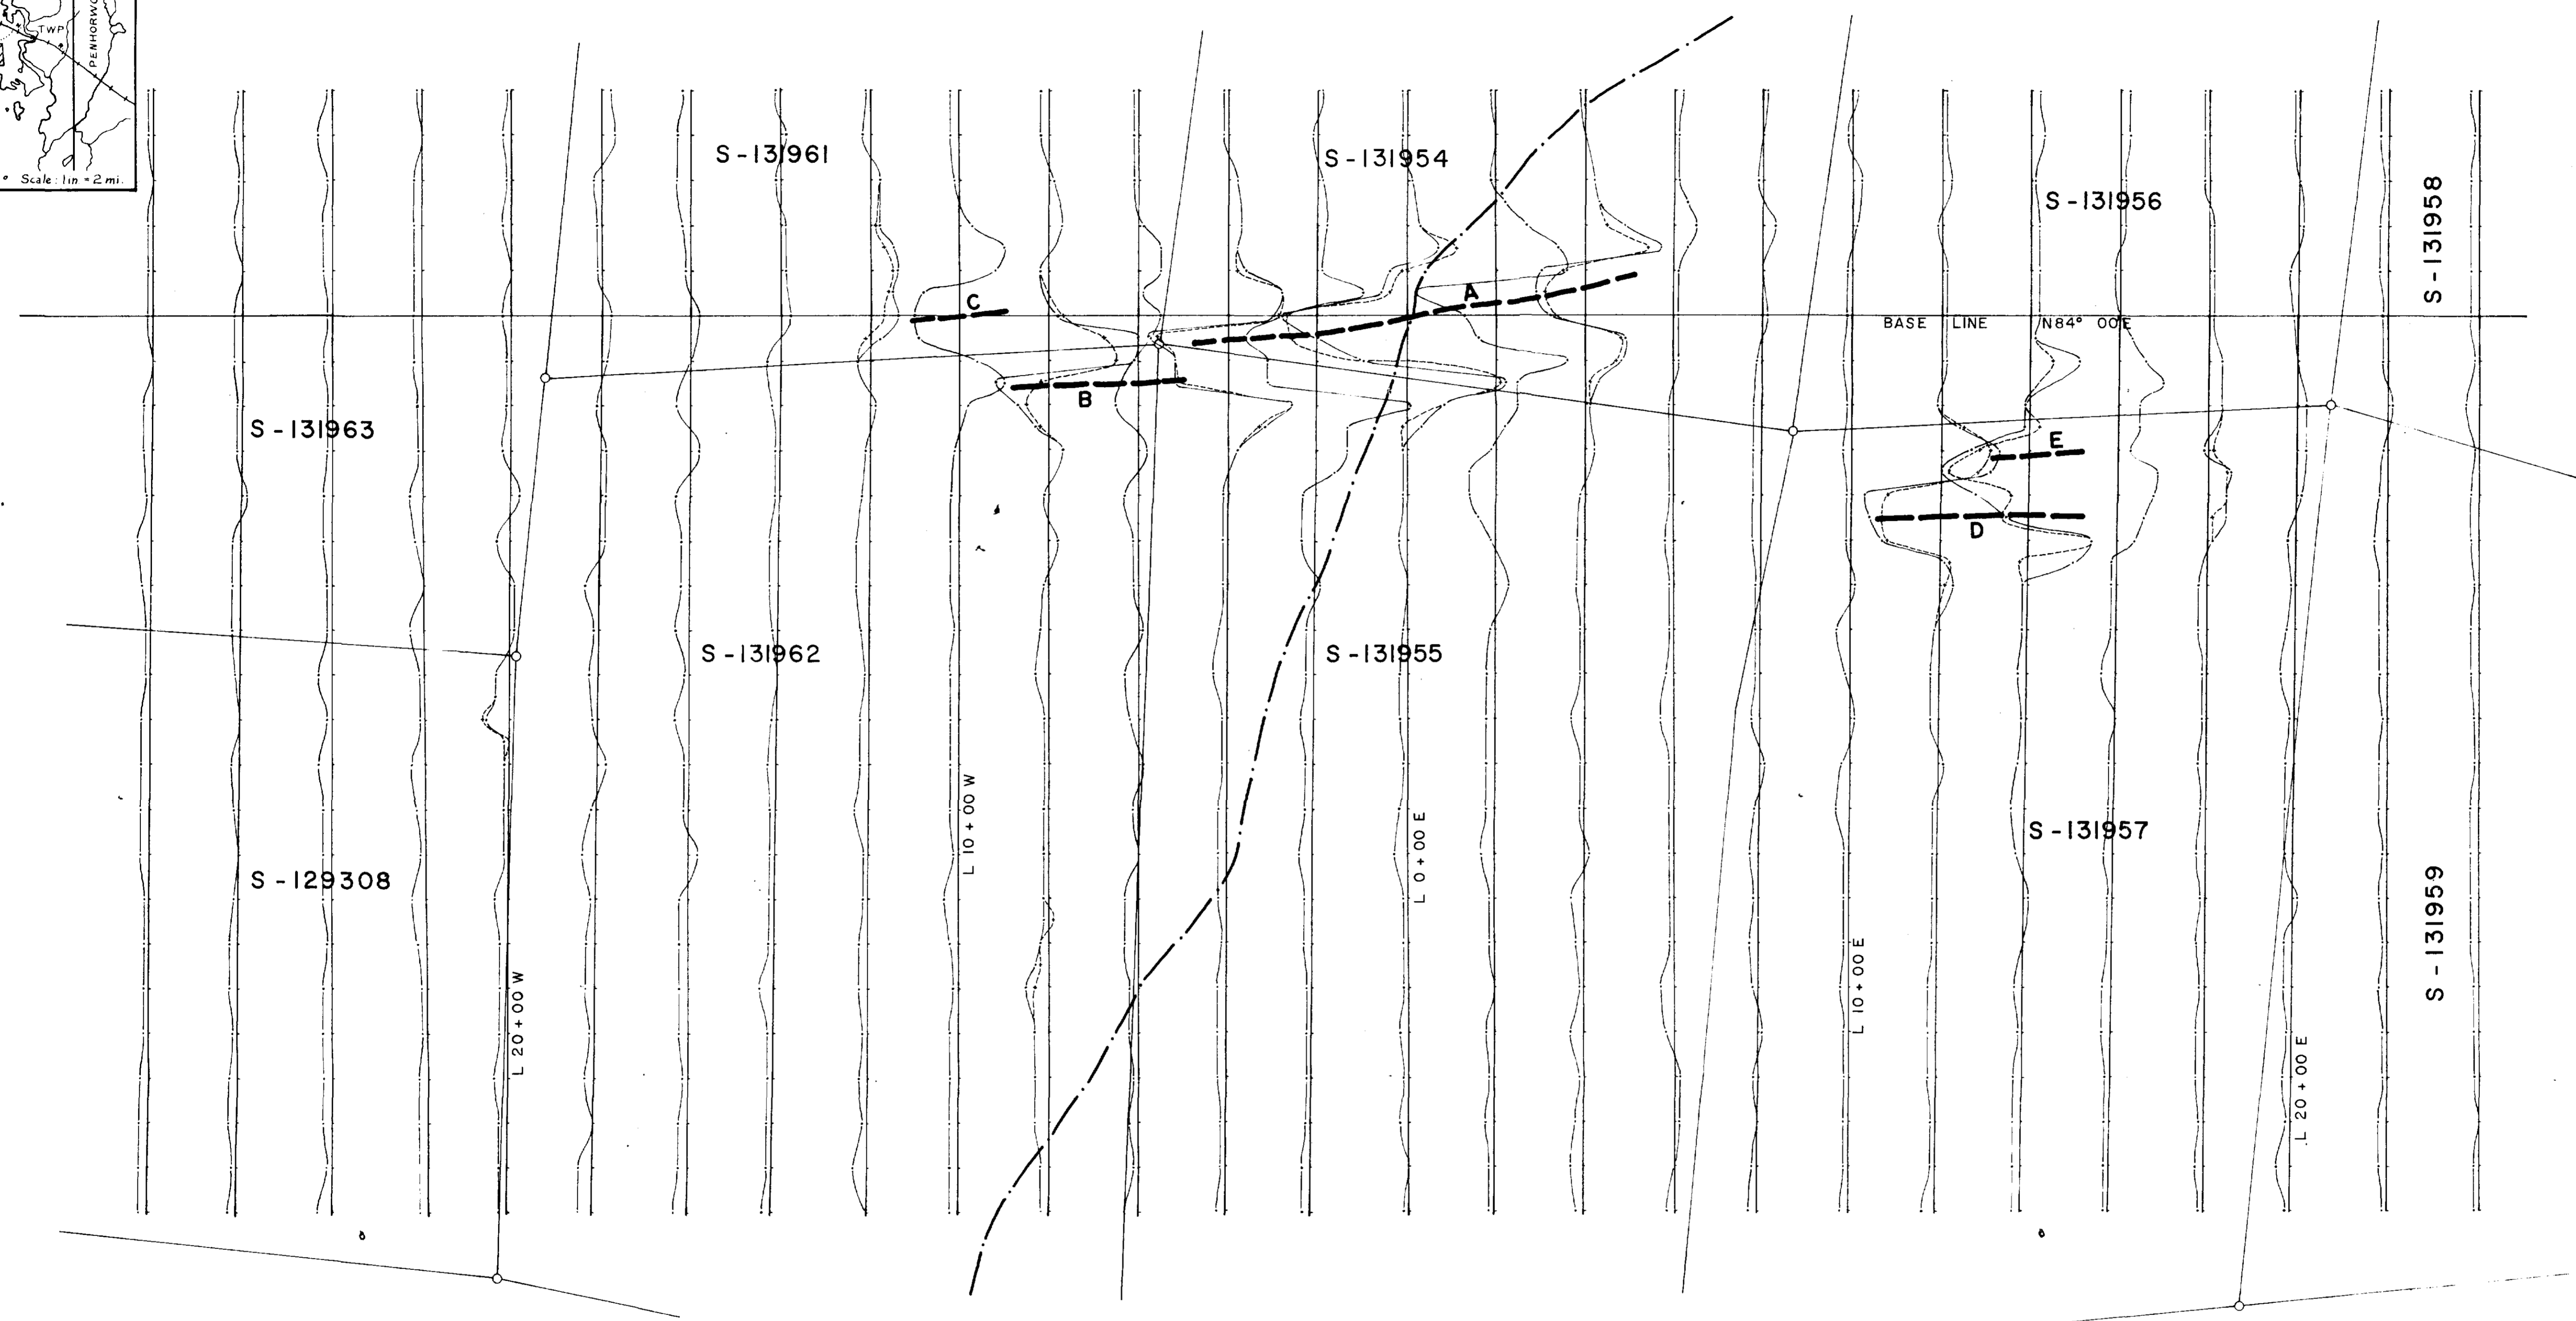 TWP
PENHORWO
° Scale: 1in = 2 mi.
S-131961
S-131954
S-131956
S-131958
C
A
BASE LINE N84° 00'E
B
S-131963
E
D
S-131962
S-131955
L 10+00 W
L 0+00 E
S-131957
S-129308
S-131959
L 20+00 W
L 10+00 E
L 20+00 E